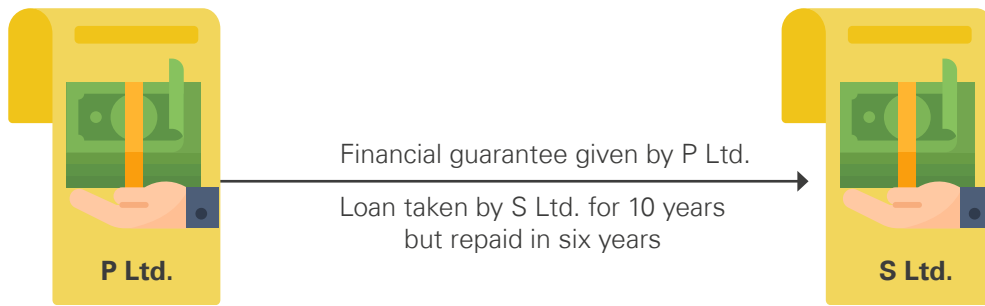 Financial guarantee given by P Ltd.
Loan taken by S Ltd. for 10 years
but repaid in six years
P Ltd.
S Ltd.